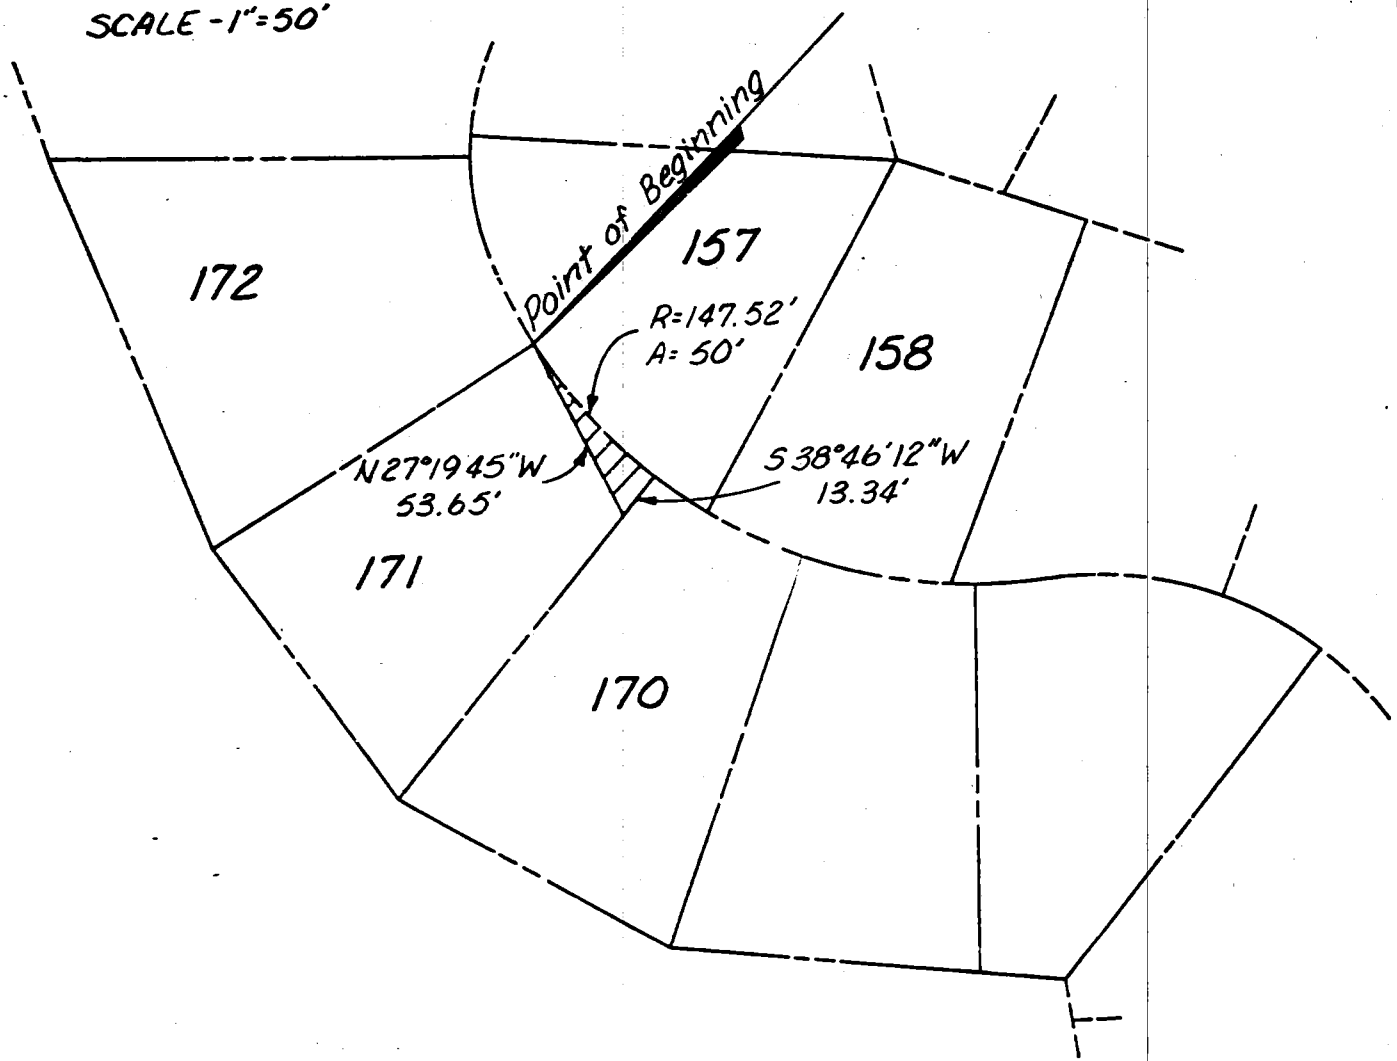 SCALE - 1"=50'
Point of Beginning
157
172
R=147.52'
A= 50'
158
N27°19'45"W
53.65'
S38°46'12"W
13.34'
171
170